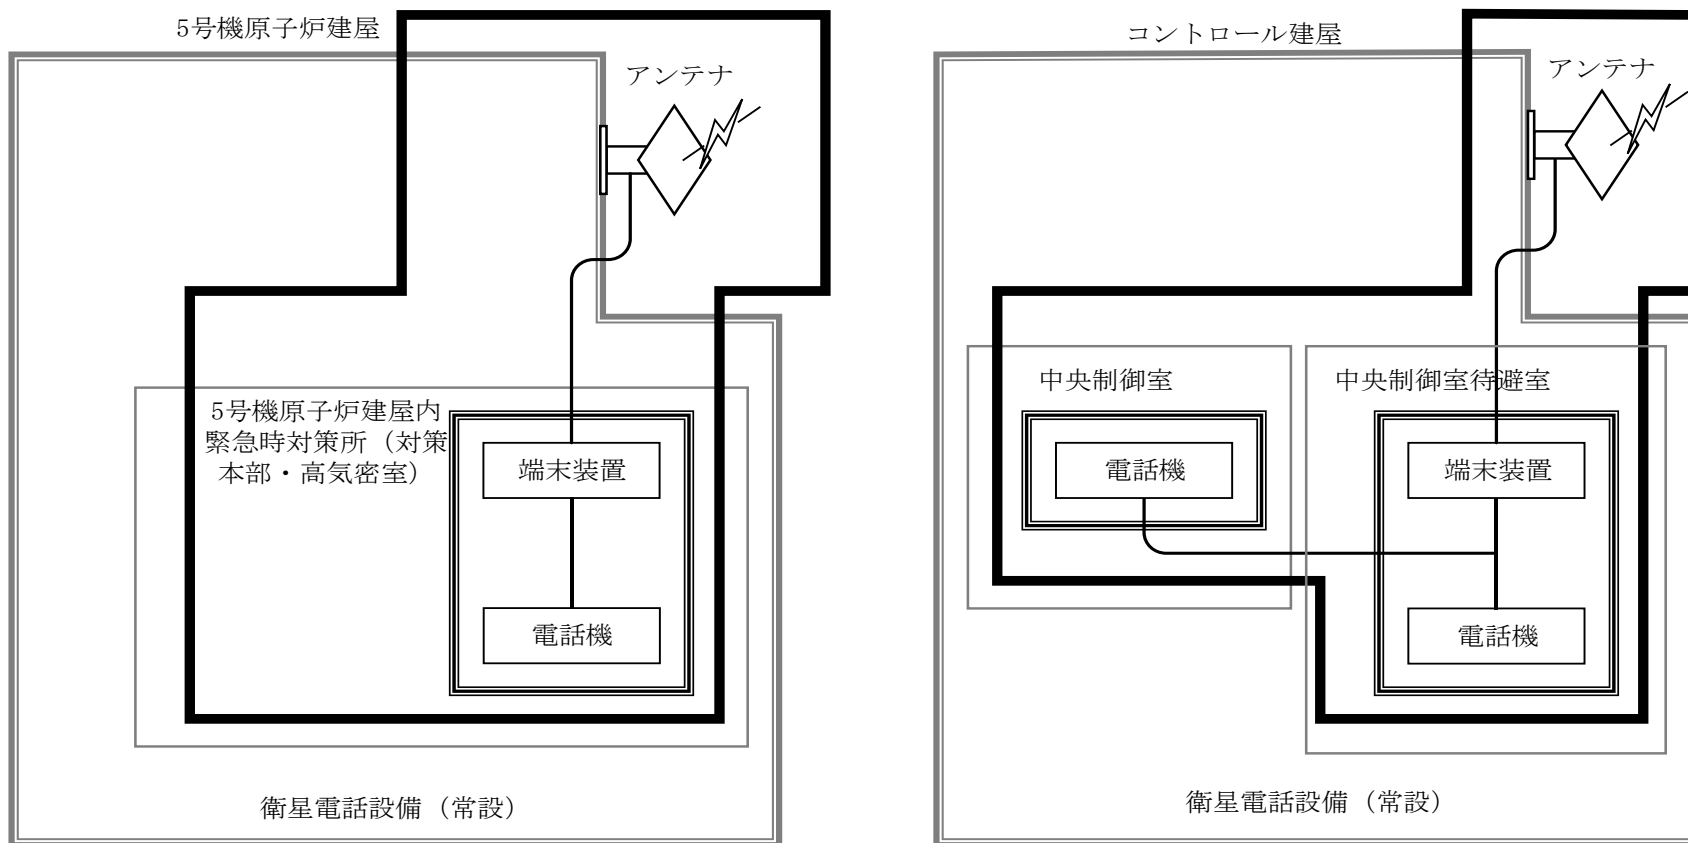 5号機原子炉建屋
アンテナ
5号機原子炉建屋内
緊急時対策所（対策
本部・高気密室）
端末装置
電話機
衛星電話設備（常設）
コントロール建屋
アンテナ
中央制御室
電話機
中央制御室待避室
端末装置
電話機
衛星電話設備（常設）